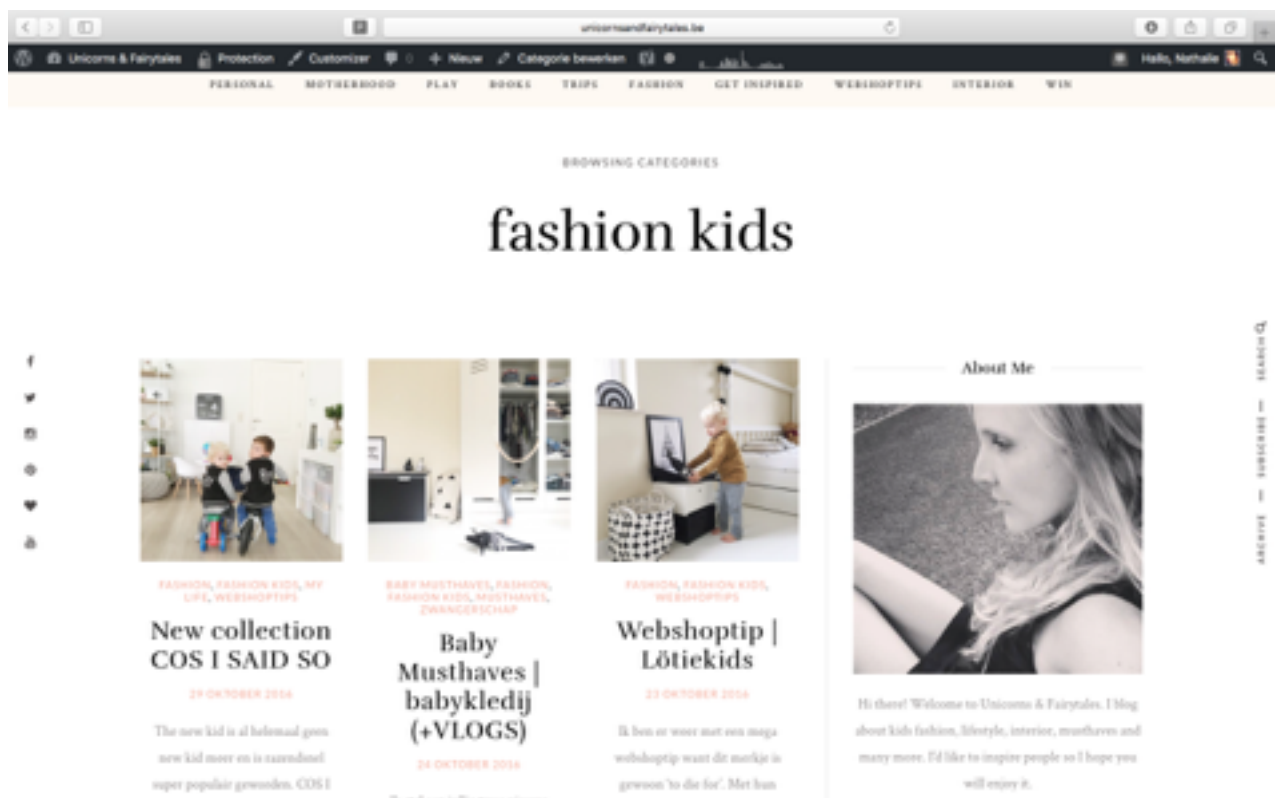 unicornsandfairytales.be
Unicorns & Fairytales Protection Customizer 0 Nieuw Categorie bewerken Hallo, Nathalie
PERSONAL MOTHERHOOD PLAY BOOKS TRIPS FASHION GET INSPIRED WEBSHOPTIPS INTERIOR WIN
BROWSING CATEGORIES
fashion kids
FASHION, FASHION KIDS, MY
LIFE, WEBSHOPTIPS
New collection
COS I SAID SO
29 OKTOBER 2016
The new kid is al helemaal geen
new kid meer en is razendsnel
super populair geworden. COS I
BABY MUSTHAVES, FASHION,
FASHION KIDS, MUSTHAVES,
ZWANGERSCHAP
Baby
Musthaves |
babykledij
(+VLOGS)
24 OKTOBER 2016
FASHION, FASHION KIDS,
WEBSHOPTIPS
Webshoptip |
Lötiekids
23 OKTOBER 2016
Ik ben er weer met een mega
webshoptip want dit merkje is
gewoon 'to die for'. Met hun
About Me
Hi there! Welcome to Unicorns & Fairytales. I blog
about kids fashion, lifestyle, interior, musthaves and
many more. I'd like to inspire people so I hope you
will enjoy it.
SEARCH
SUBSCRIBE
ARCHIVE